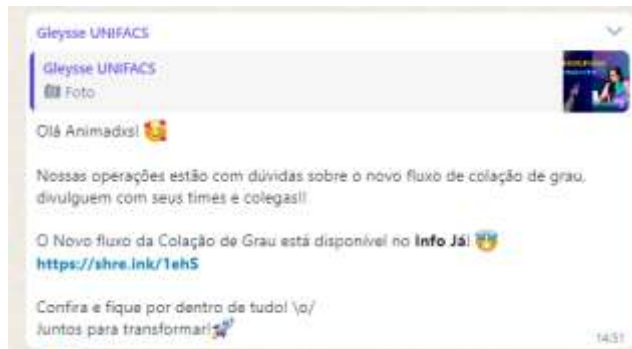 Gleysse UNIFACS
Gleysse UNIFACS
Foto
Olá Animadxs! 🥰
Nossas operações estão com dúvidas sobre o novo fluxo de colação de grau,
divulguem com seus times e colegas!!
O Novo fluxo da Colação de Grau está disponível no Info Já!
https://shre.ink/1ehS
Confira e fique por dentro de tudo! \o/
Juntos para transformar!🚀
14:51